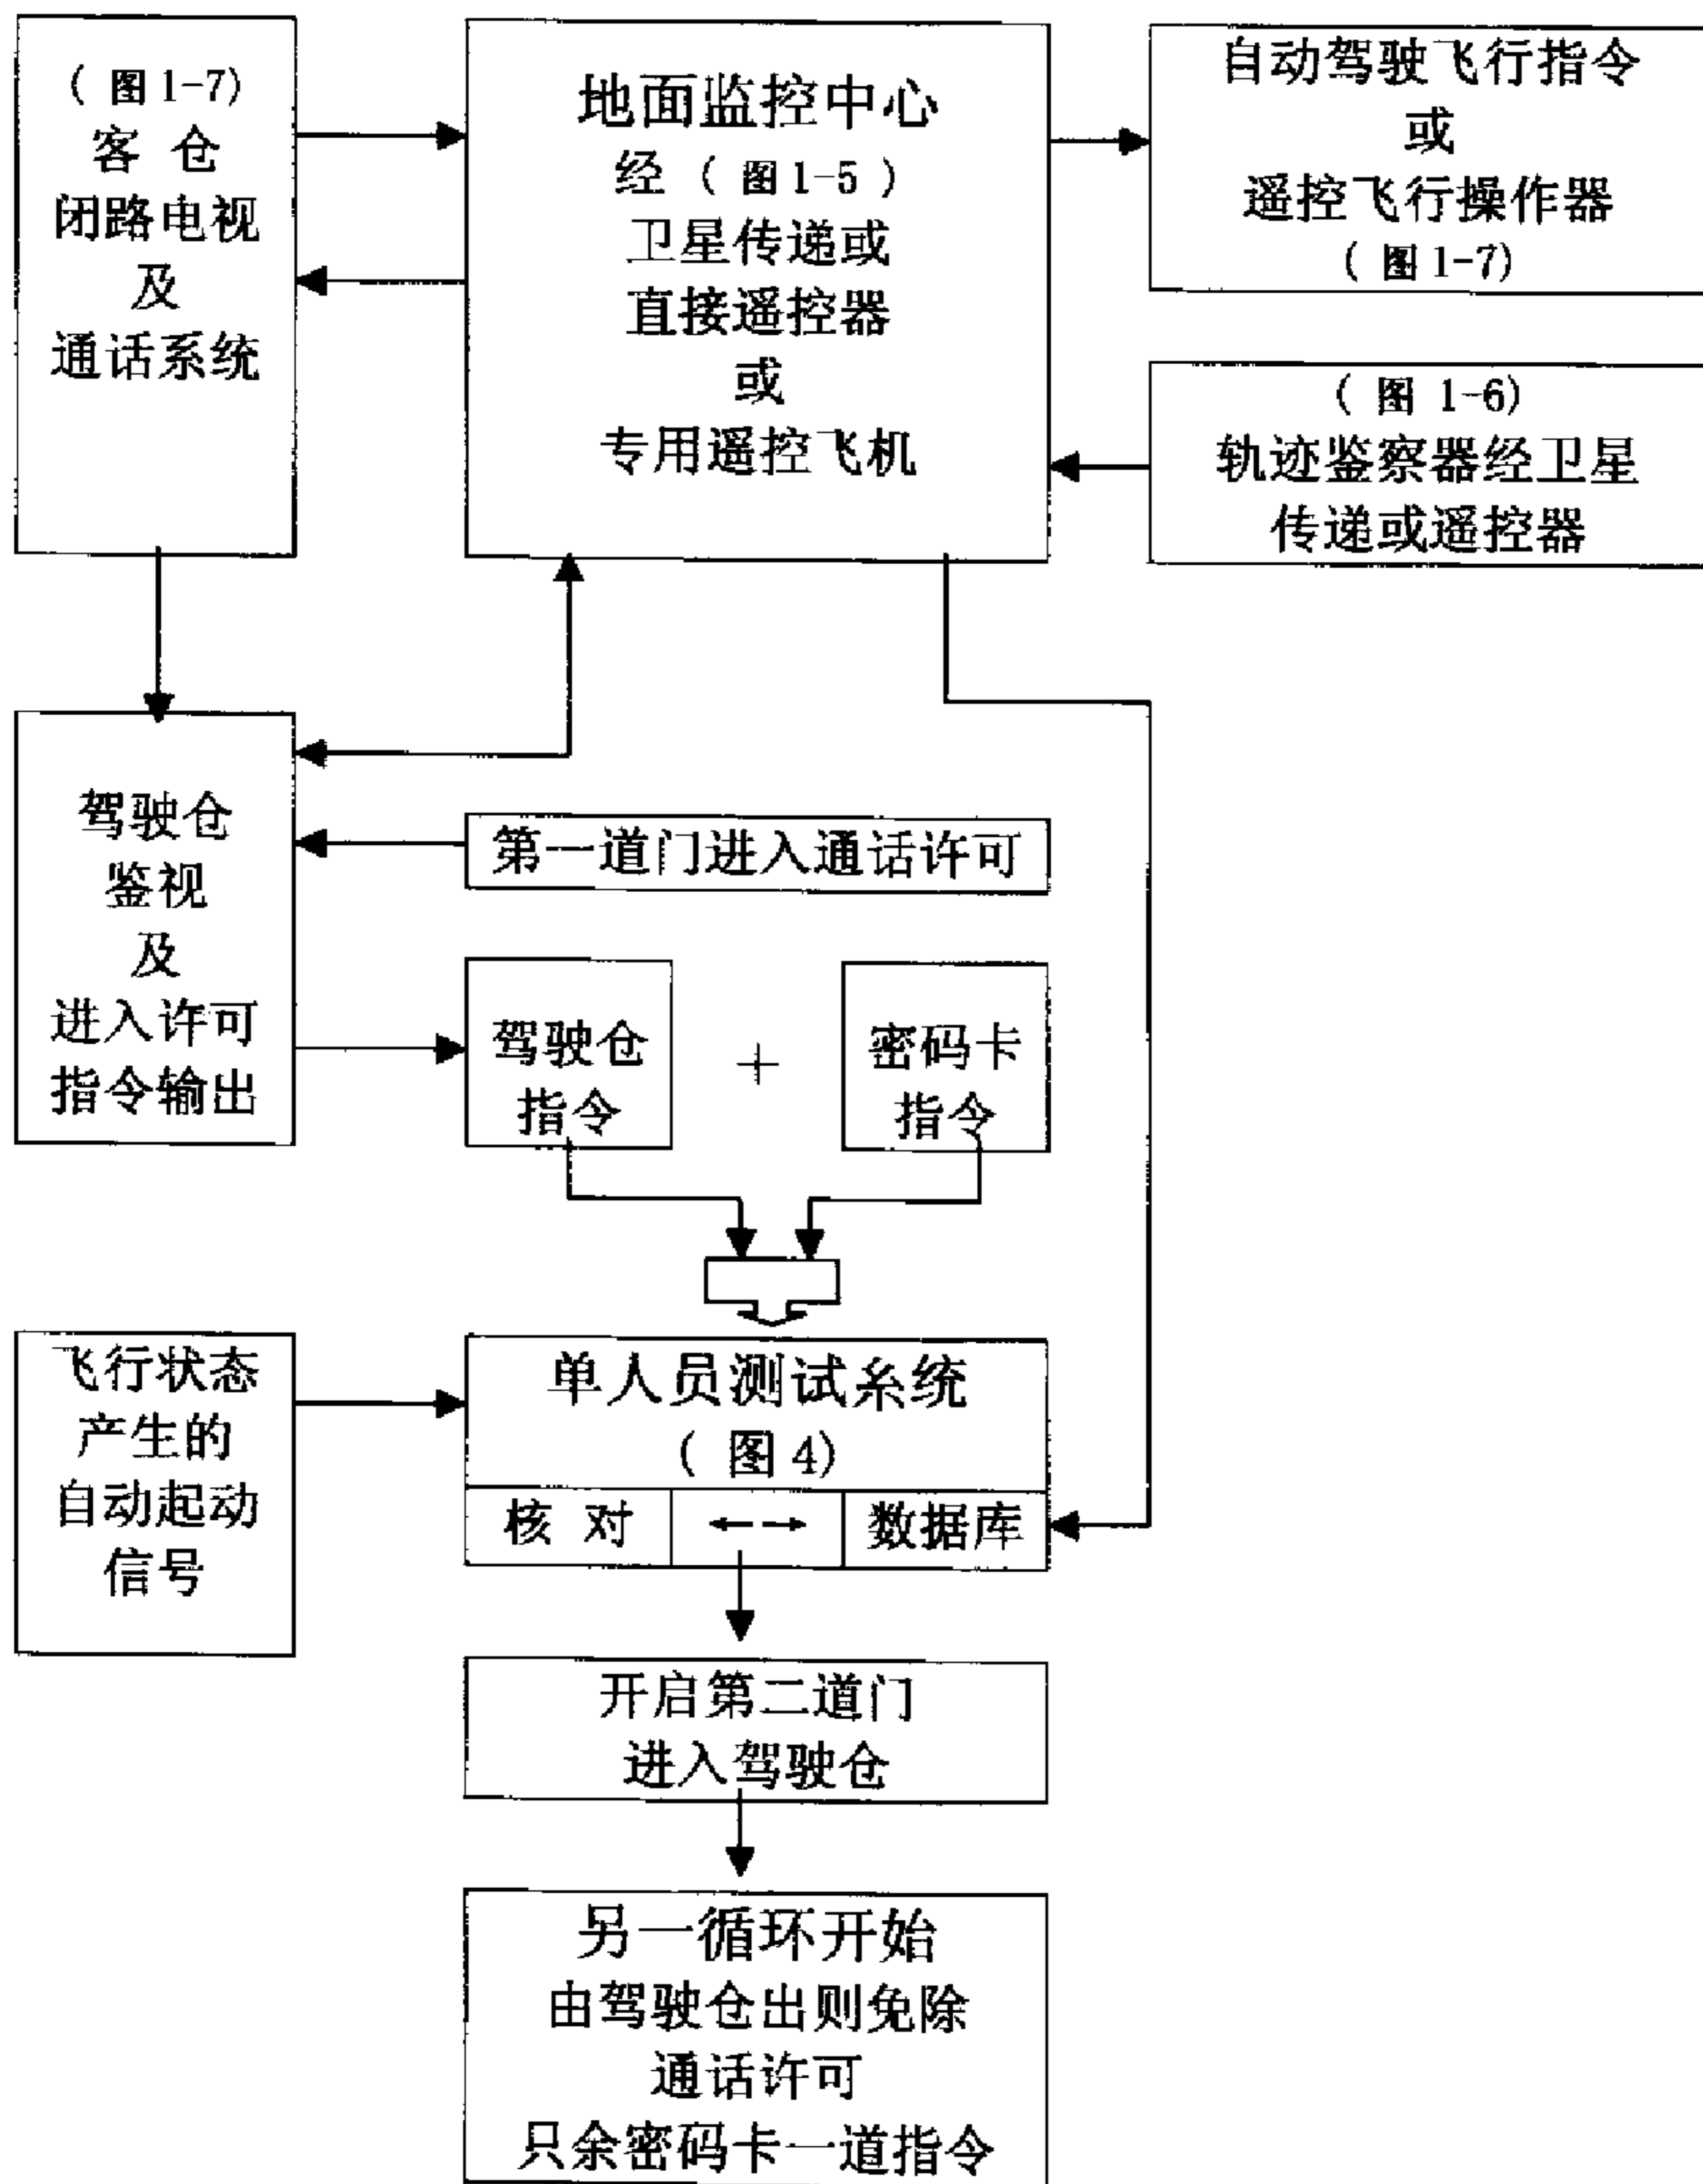 ( 图1-7)
客 仓
闭路电视
及
通话系统
地面监控中心
经 ( 图1-5 )
卫星传递或
直接遥控器
或
专用遥控飞机
自动驾驶飞行指令
或
遥控飞行操作器
( 图1-7)
( 图 1-6)
轨迹鉴察器经卫星
传递或遥控器
驾驶仓
鉴视
及
进入许可
指令输出
第一道门进入通话许可
驾驶仓
指令
+
密码卡
指令
飞行状态
产生的
自动起动
信号
单人员测试糸统
( 图4)
核 对
数据库
开启第二道门
进入驾驶仓
另一循环开始
由驾驶仓出则免除
通话许可
只余密码卡一道指令